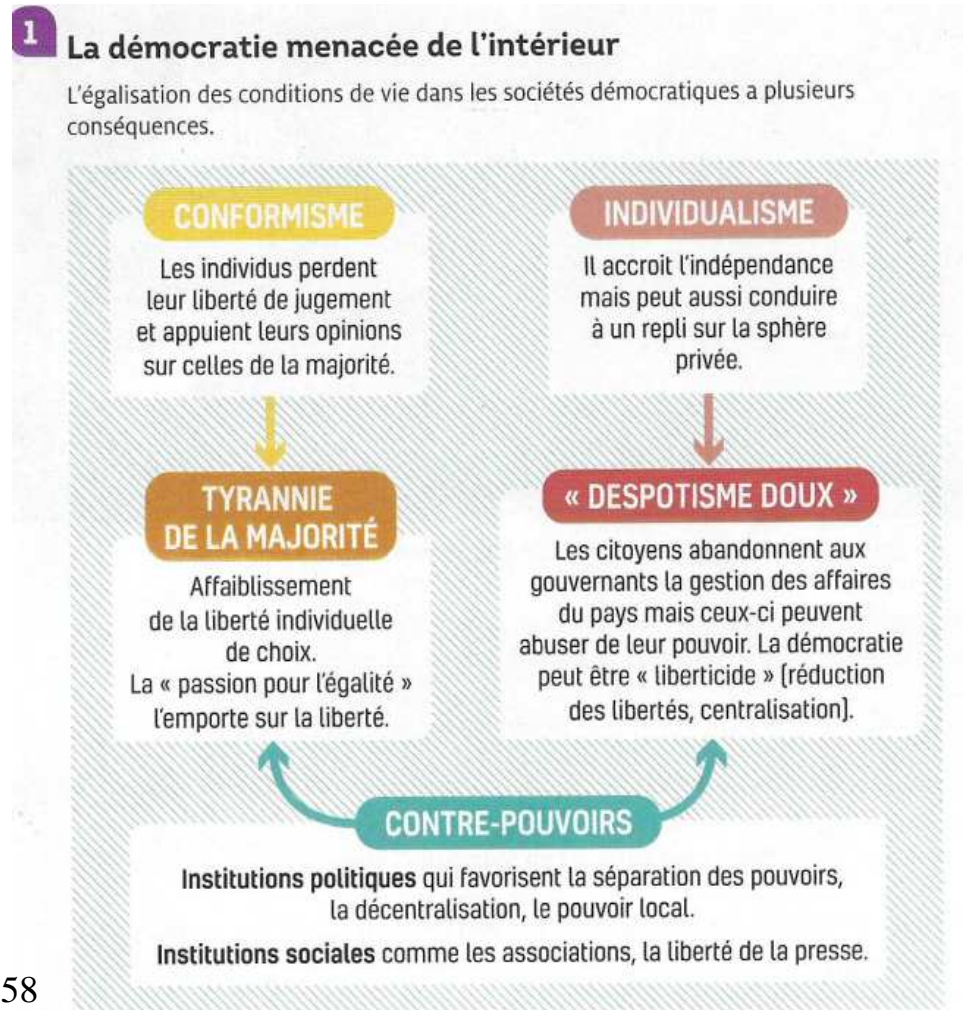 1
La démocratie menacée de l'intérieur
L'égalisation des conditions de vie dans les sociétés démocratiques a plusieurs
conséquences.
CONFORMISME
Les individus perdent
leur liberté de jugement
et appuient leurs opinions
sur celles de la majorité.
INDIVIDUALISME
Il accroit l'indépendance
mais peut aussi conduire
à un repli sur la sphère
privée.
TYRANNIE
DE LA MAJORITÉ
Affaiblissement
de la liberté individuelle
de choix.
La « passion pour l'égalité »
l'emporte sur la liberté.
« DESPOTISME DOUX »
Les citoyens abandonnent aux
gouvernants la gestion des affaires
du pays mais ceux-ci peuvent
abuser de leur pouvoir. La démocratie
peut être « liberticide » (réduction
des libertés, centralisation).
CONTRE-POUVOIRS
Institutions politiques qui favorisent la séparation des pouvoirs,
la décentralisation, le pouvoir local.
Institutions sociales comme les associations, la liberté de la presse.
58